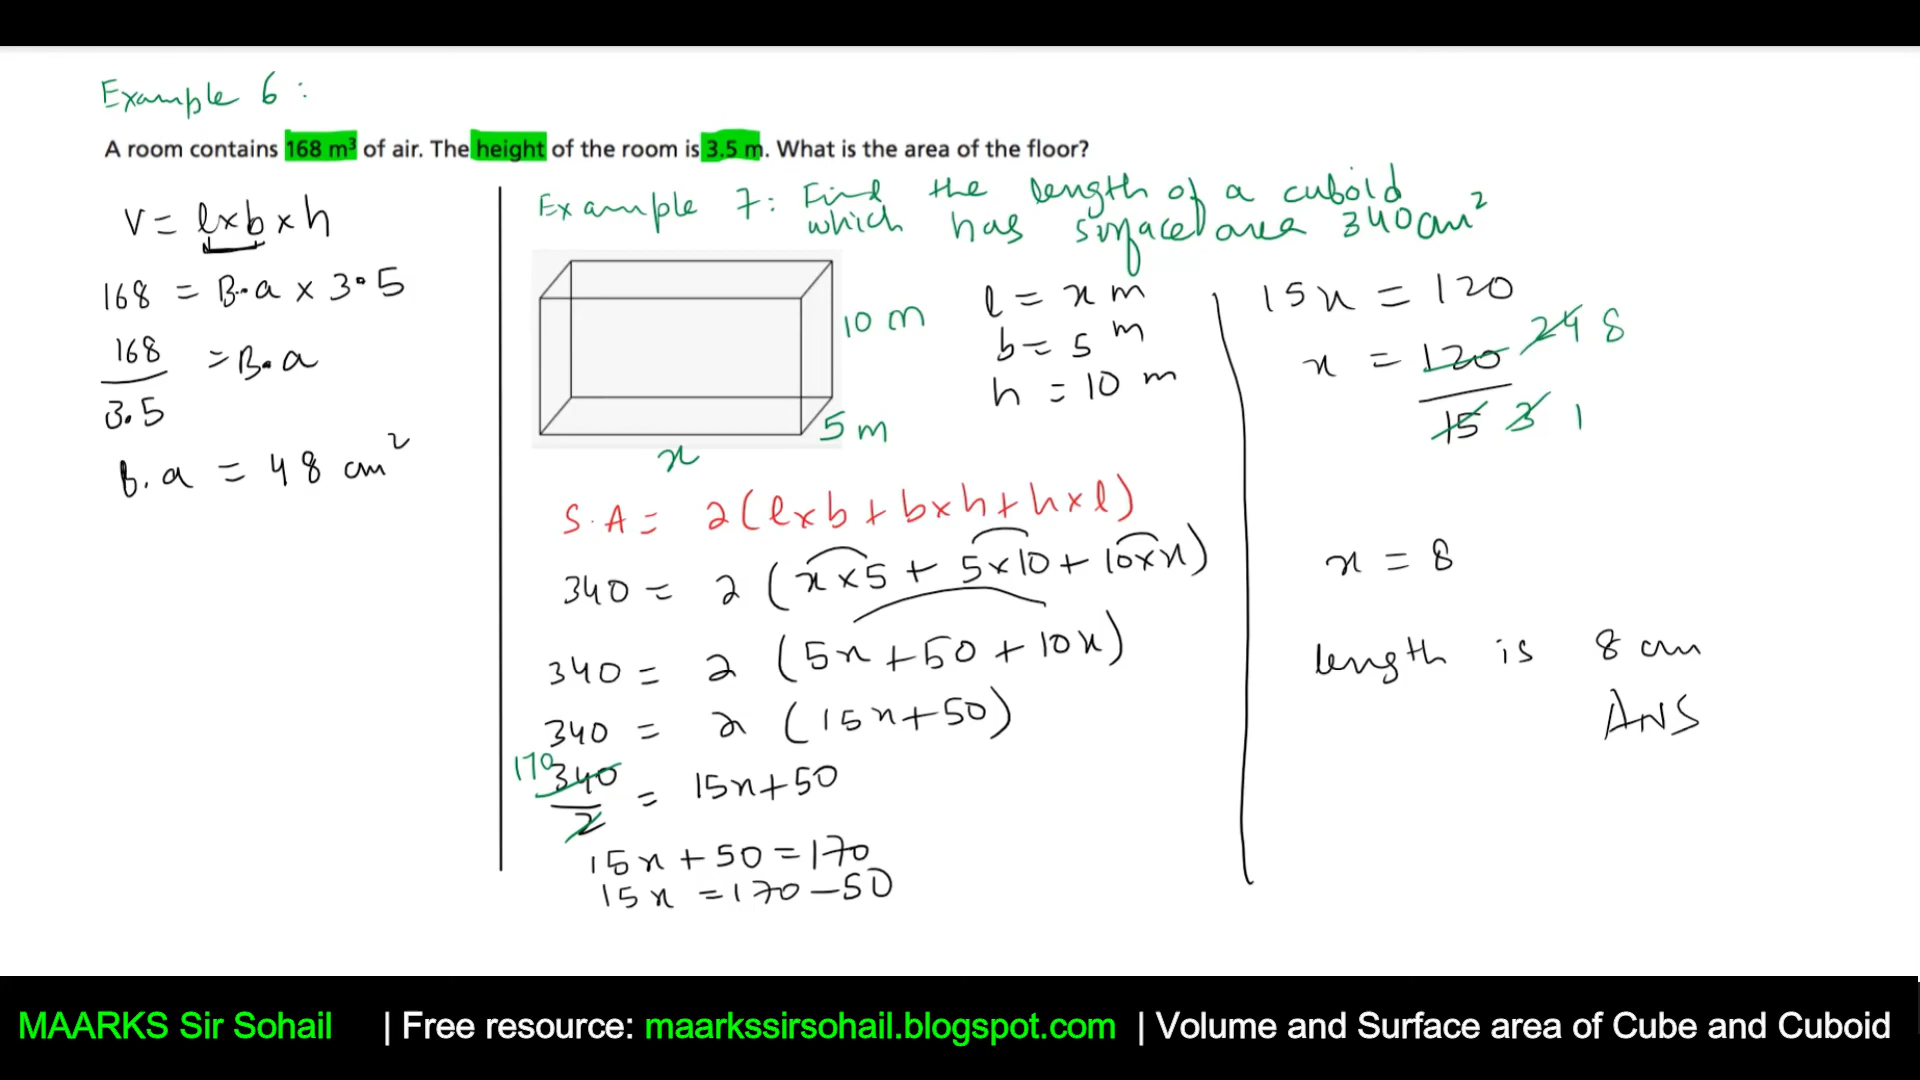 Example 6 :
A room contains 168 m³ of air. The height of the room is 3.5 m. What is the area of the floor?
V = l×b×h
168 = B.a × 3.5
168
3.5
= B.a
B.a = 48 cm²
Example 7: Find the length of a cuboid
which has surface area 340cm²
10 m
5 m
x
l = x m
b = 5 m
h = 10 m
S.A = 2(l×b + b×h + h×l)
340 = 2 (x×5 + 5×10 + 10×x)
340 = 2 (5x + 50 + 10x)
340 = 2 (15x + 50)
170
340
2
= 15x + 50
15x + 50 = 170
15x = 170 – 50
15x = 120
x = 120 24 8
15 3 1
x = 8
length is 8 cm
ANS
MAARKS Sir Sohail | Free resource: maarkssirsohail.blogspot.com | Volume and Surface area of Cube and Cuboid